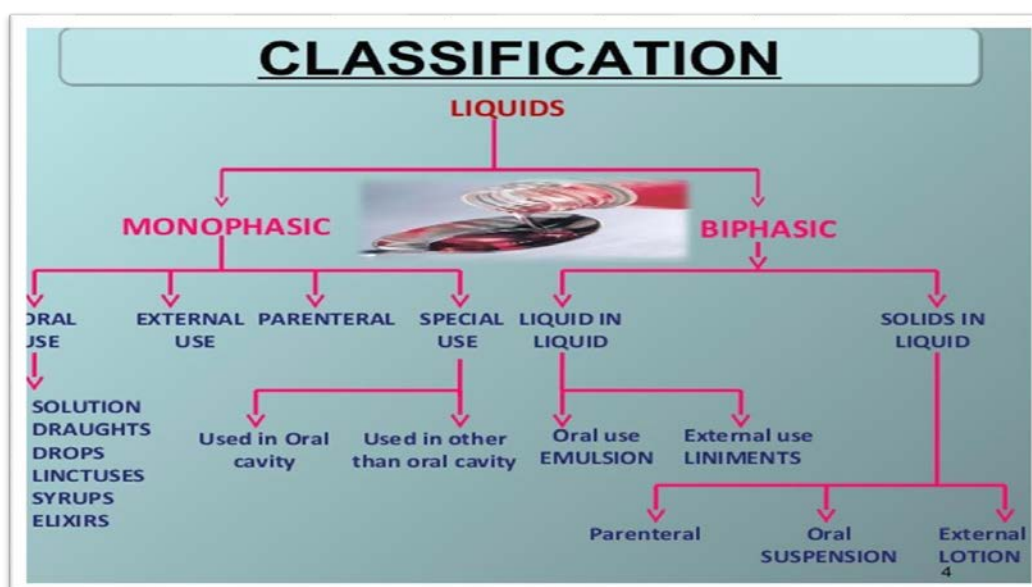 CLASSIFICATION
LIQUIDS
MONOPHASIC
BIPHASIC
ORAL USE
EXTERNAL USE
PARENTERAL
SPECIAL USE
LIQUID IN LIQUID
SOLIDS IN LIQUID
SOLUTION
DRAUGHTS
DROPS
LINCTUSES
SYRUPS
ELIXIRS
Used in Oral cavity
Used in other than oral cavity
Oral use EMULSION
External use LINIMENTS
Parenteral
Oral SUSPENSION
External LOTION
4